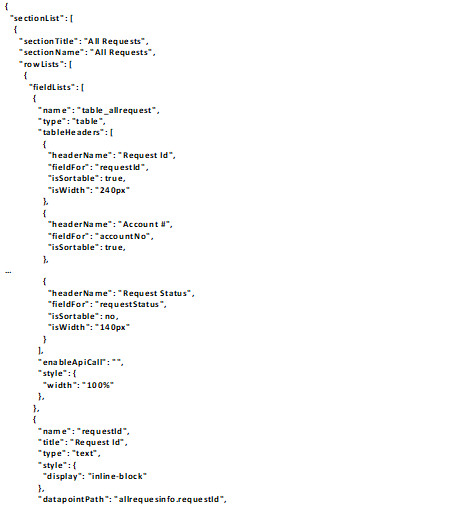 {
"sectionList": [
{
"sectionTitle": "All Requests",
"sectionName": "All Requests",
"rowLists": [
{
"fieldLists": [
{
"name": "table_allrequest",
"type": "table",
"tableHeaders": [
{
"headerName": "Request Id",
"fieldFor": "requestId",
"isSortable": true,
"isWidth": "240px"
},
{
"headerName": "Account #",
"fieldFor": "accountNo",
"isSortable": true,
},
...
{
"headerName": "Request Status",
"fieldFor": "requestStatus",
"isSortable": no,
"isWidth": "140px"
}
],
"enableApiCall": "",
"style": {
"width": "100%"
},
},
{
"name": "requestId",
"title": "Request Id",
"type": "text",
"style": {
"display": "inline-block"
},
"datapointPath": "allrequesinfo.requestId",